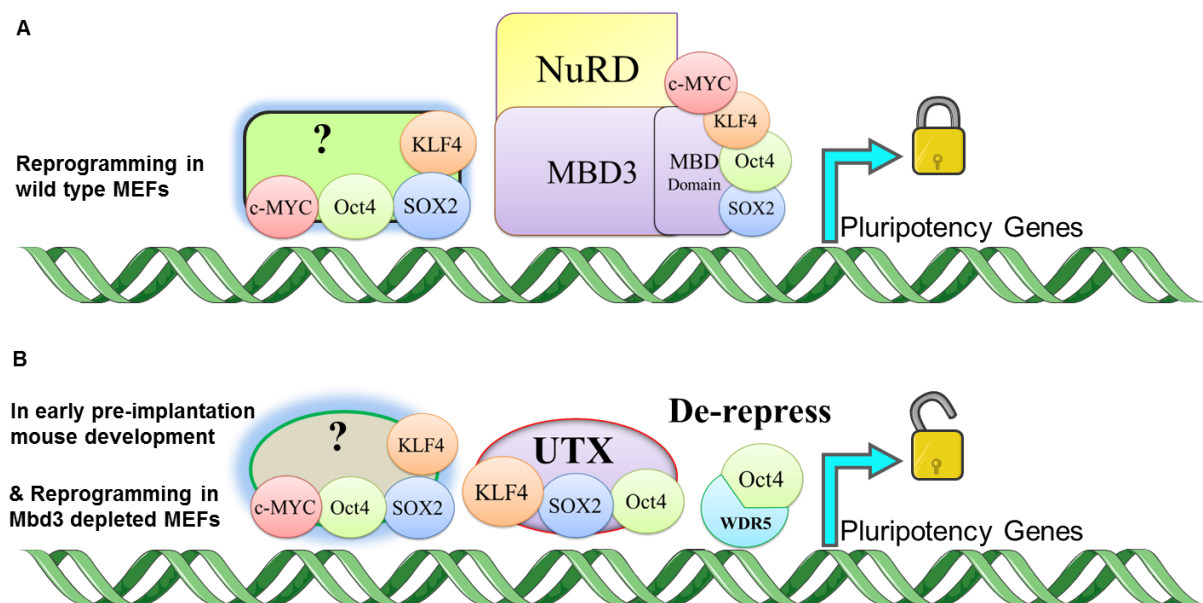 A
Reprogramming in
wild type MEFs
?
KLF4
c-MYC
Oct4
SOX2
NuRD
MBD3
MBD
Domain
c-MYC
KLF4
Oct4
SOX2
Pluripotency Genes
B
In early pre-implantation
mouse development
& Reprogramming in
Mbd3 depleted MEFs
?
KLF4
c-MYC
Oct4
SOX2
UTX
KLF4
SOX2
Oct4
De-repress
Oct4
WDR5
Pluripotency Genes